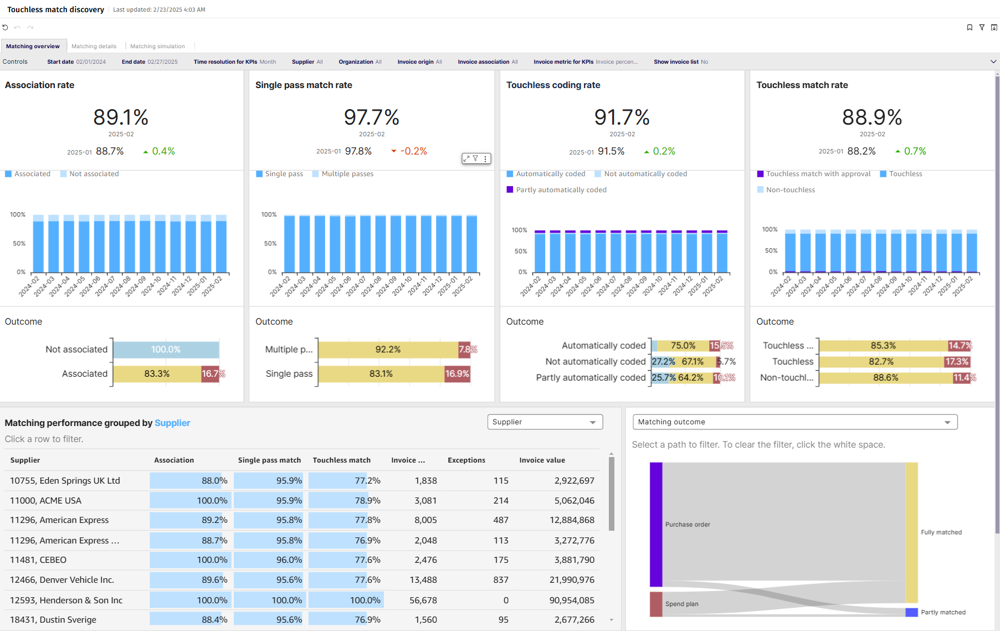 Touchless match discovery Last updated: 2/23/2025 4:03 AM
Matching overview Matching details Matching simulation
Controls Start date 02/01/2024 End date 02/27/2025 Time resolution for KPIs Month Supplier All Organization All Invoice origin All Invoice association All Invoice metric for KPIs Invoice percen... Show invoice list No
Association rate
89.1%
2025-02
2025-01 88.7% 0.4%
Associated Not associated
100%
50%
0%
2024-02 2024-03 2024-04 2024-05 2024-06 2024-07 2024-08 2024-09 2024-10 2024-11 2024-12 2025-01 2025-02
Outcome
Not associated 100.0%
Associated 83.3% 16.7%
Single pass match rate
97.7%
2025-02
2025-01 97.8% -0.2%
Single pass Multiple passes
100%
50%
0%
2024-02 2024-03 2024-04 2024-05 2024-06 2024-07 2024-08 2024-09 2024-10 2024-11 2024-12 2025-01 2025-02
Outcome
Multiple p... 92.2% 7.8%
Single pass 83.1% 16.9%
Touchless coding rate
91.7%
2025-02
2025-01 91.5% 0.2%
Automatically coded Not automatically coded
Partly automatically coded
100%
50%
0%
2024-02 2024-03 2024-04 2024-05 2024-06 2024-07 2024-08 2024-09 2024-10 2024-11 2024-12 2025-01 2025-02
Outcome
Automatically coded 75.0% 15.5%
Not automatically coded 27.2% 67.1% 5.7%
Partly automatically coded 25.7% 64.2% 10.1%
Touchless match rate
88.9%
2025-02
2025-01 88.2% 0.7%
Touchless match with approval Touchless
Non-touchless
100%
50%
0%
2024-02 2024-03 2024-04 2024-05 2024-06 2024-07 2024-08 2024-09 2024-10 2024-11 2024-12 2025-01 2025-02
Outcome
Touchless ... 85.3% 14.7%
Touchless 82.7% 17.3%
Non-touchl... 88.6% 11.4%
Matching performance grouped by Supplier
Supplier
Click a row to filter.
Supplier Association Single pass match Touchless match Invoice ... Exceptions Invoice value
10755, Eden Springs UK Ltd 88.0% 95.9% 77.2% 1,838 115 2,922,697
11000, ACME USA 100.0% 95.9% 78.9% 3,081 214 5,062,046
11296, American Express 89.2% 95.8% 77.8% 8,005 487 12,884,868
11296, American Express ... 88.7% 95.8% 76.9% 2,048 113 3,272,776
11481, CEBEO 100.0% 96.0% 77.6% 2,476 175 3,881,790
12466, Denver Vehicle Inc. 89.6% 95.6% 77.6% 13,488 837 21,990,976
12593, Henderson & Son Inc 100.0% 100.0% 100.0% 56,678 0 90,954,085
18431, Dustin Sverige 88.4% 95.6% 76.9% 1,560 95 2,677,266
Matching outcome
Select a path to filter. To clear the filter, click the white space.
Purchase order
Fully matched
Spend plan
Partly matched